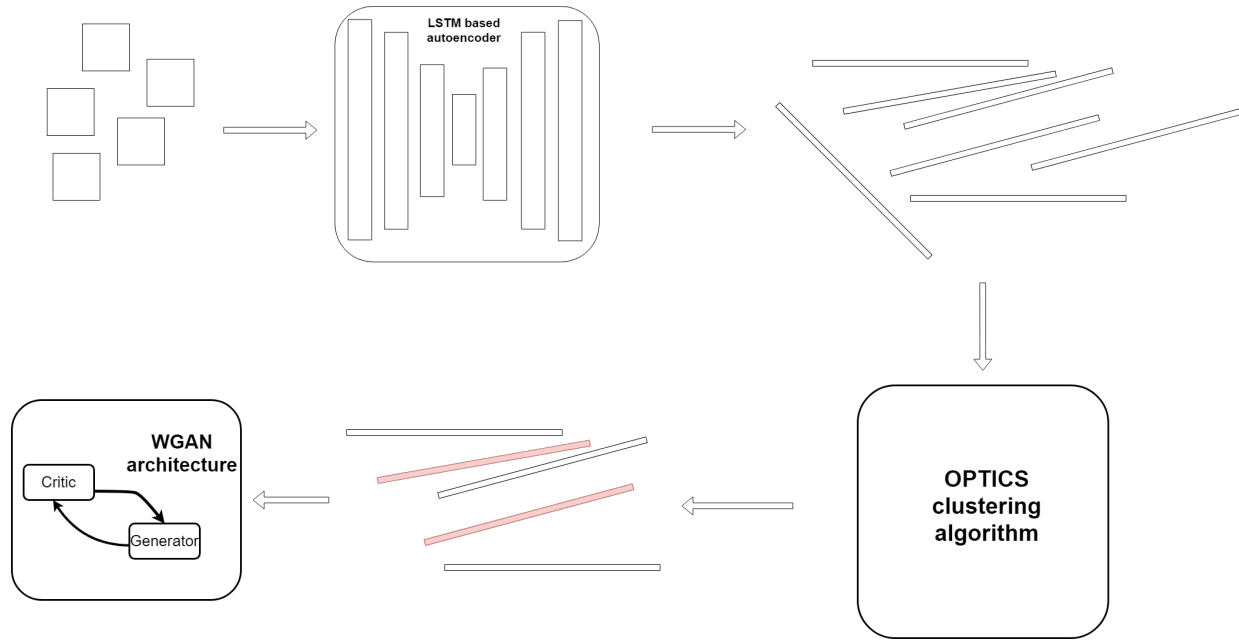 LSTM based
autoencoder
OPTICS
clustering
algorithm
WGAN
architecture
Critic
Generator